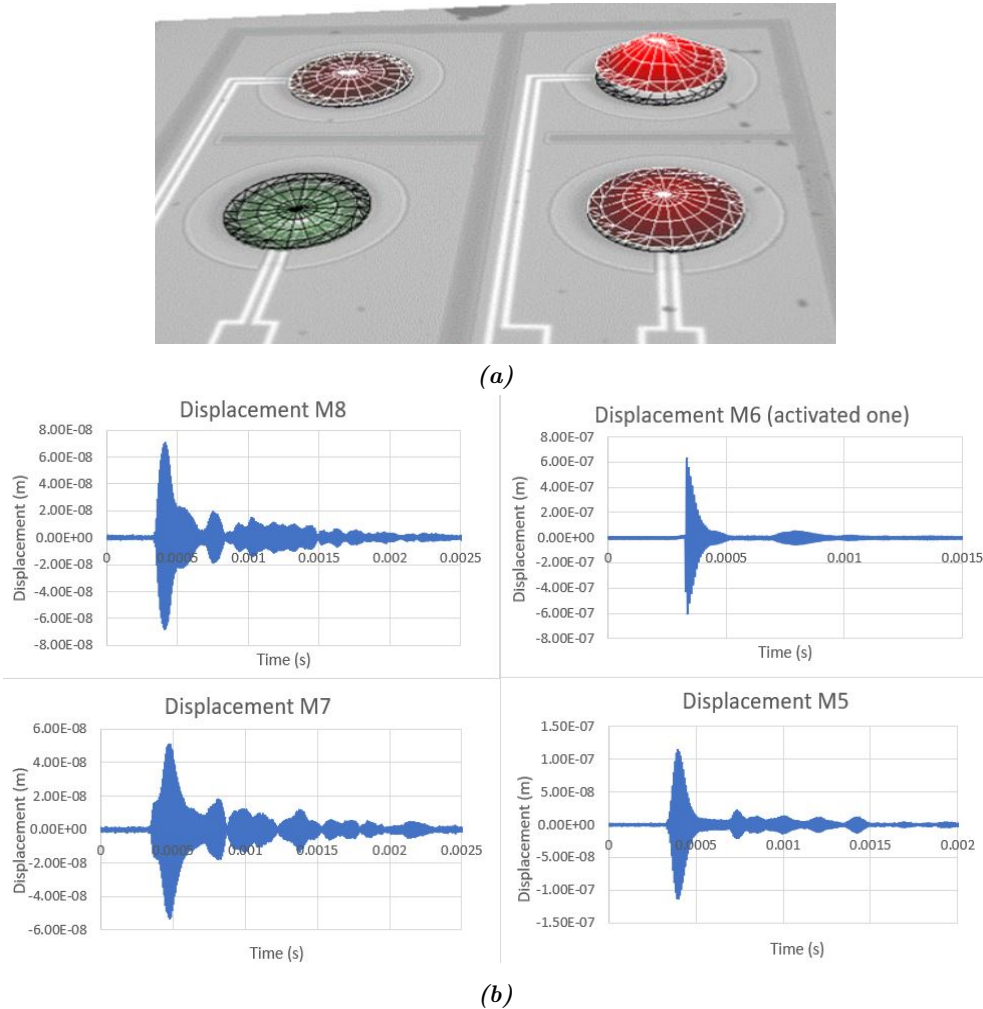 (a)
Displacement M8
8.00E-08
6.00E-08
4.00E-08
2.00E-08
0.00E+00
-2.00E-08
-4.00E-08
-6.00E-08
-8.00E-08
Displacement (m)
0 0.0005 0.001 0.0015 0.002 0.0025
Time (s)
Displacement M6 (activated one)
8.00E-07
6.00E-07
4.00E-07
2.00E-07
0.00E+00
-2.00E-07
-4.00E-07
-6.00E-07
-8.00E-07
Displacement (m)
0 0.0005 0.001 0.0015
Time (s)
Displacement M7
6.00E-08
4.00E-08
2.00E-08
0.00E+00
-2.00E-08
-4.00E-08
-6.00E-08
Displacement (m)
0 0.0005 0.001 0.0015 0.002 0.0025
Time (s)
Displacement M5
1.50E-07
1.00E-07
5.00E-08
0.00E+00
-5.00E-08
-1.00E-07
-1.50E-07
Displacement (m)
0 0.0005 0.001 0.0015 0.002
Time (s)
(b)